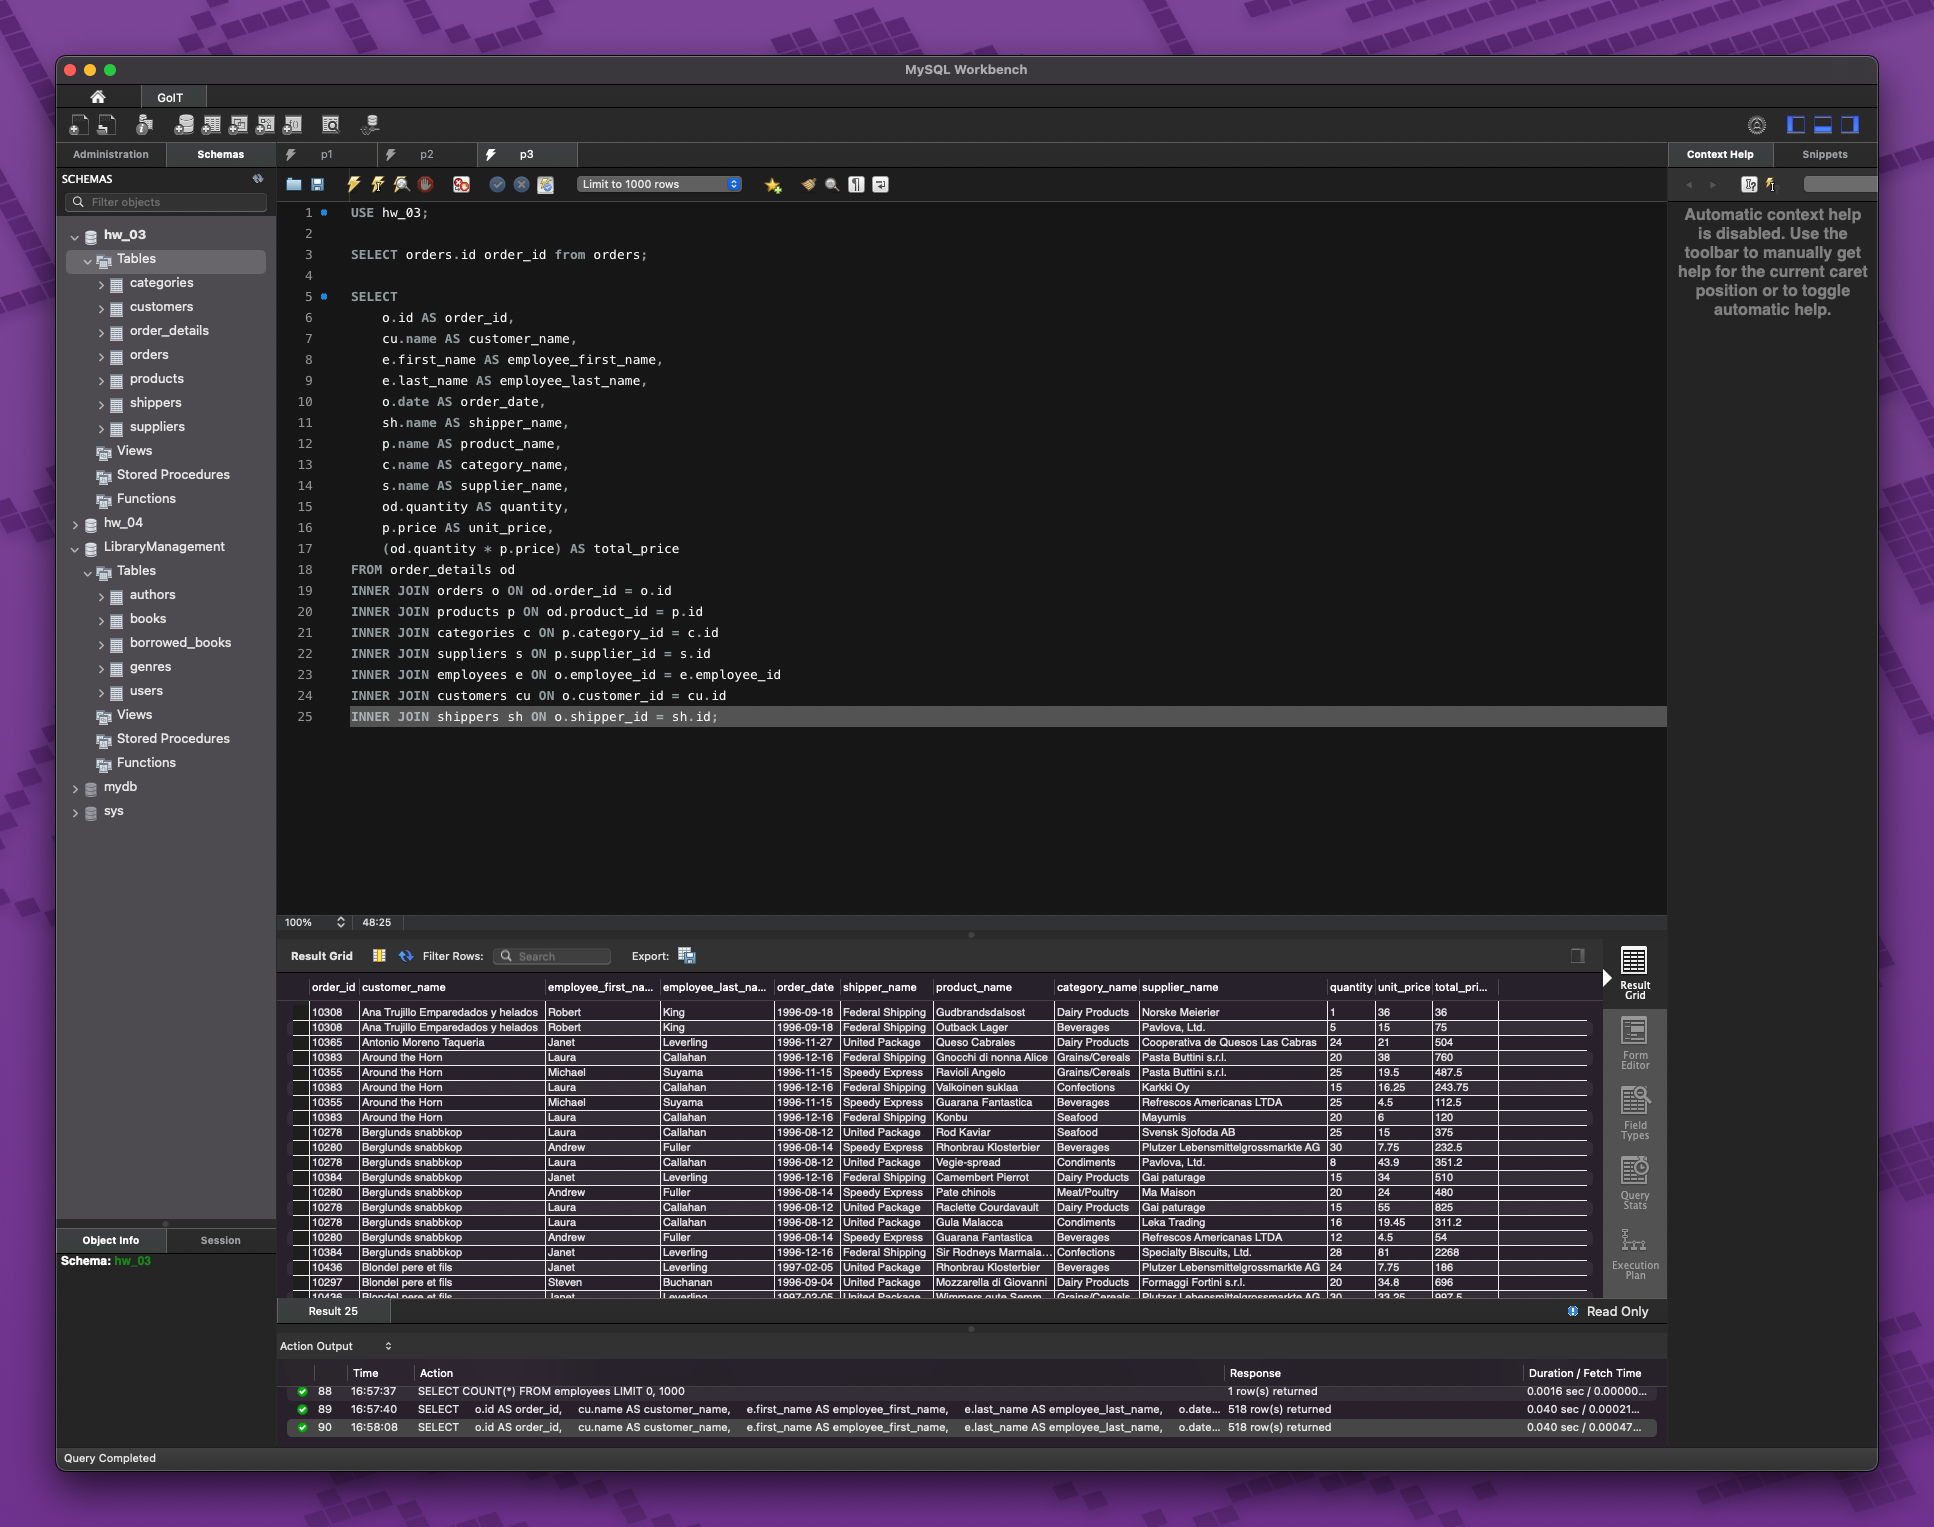 MySQL Workbench
GoIT
Administration Schemas p1 p2 p3 Context Help Snippets
SCHEMAS
Filter objects
hw_03
Tables
categories
customers
order_details
orders
products
shippers
suppliers
Views
Stored Procedures
Functions
hw_04
LibraryManagement
Tables
authors
books
borrowed_books
genres
users
Views
Stored Procedures
Functions
mydb
sys
Object Info Session
Schema: hw_03
Limit to 1000 rows
1 USE hw_03;
2
3 SELECT orders.id order_id from orders;
4
5 SELECT
6 o.id AS order_id,
7 cu.name AS customer_name,
8 e.first_name AS employee_first_name,
9 e.last_name AS employee_last_name,
10 o.date AS order_date,
11 sh.name AS shipper_name,
12 p.name AS product_name,
13 c.name AS category_name,
14 s.name AS supplier_name,
15 od.quantity AS quantity,
16 p.price AS unit_price,
17 (od.quantity * p.price) AS total_price
18 FROM order_details od
19 INNER JOIN orders o ON od.order_id = o.id
20 INNER JOIN products p ON od.product_id = p.id
21 INNER JOIN categories c ON p.category_id = c.id
22 INNER JOIN suppliers s ON p.supplier_id = s.id
23 INNER JOIN employees e ON o.employee_id = e.employee_id
24 INNER JOIN customers cu ON o.customer_id = cu.id
25 INNER JOIN shippers sh ON o.shipper_id = sh.id;
Automatic context help
is disabled. Use the
toolbar to manually get
help for the current caret
position or to toggle
automatic help.
100% 48:25
Result Grid Filter Rows: Search Export:
order_id customer_name employee_first_na... employee_last_na... order_date shipper_name product_name category_name supplier_name quantity unit_price total_pri...
10308 Ana Trujillo Emparedados y helados Robert King 1996-09-18 Federal Shipping Gudbrandsdalsost Dairy Products Norske Meierier 1 36 36
10308 Ana Trujillo Emparedados y helados Robert King 1996-09-18 Federal Shipping Outback Lager Beverages Pavlova, Ltd. 5 15 75
10365 Antonio Moreno Taqueria Janet Leverling 1996-11-27 United Package Queso Cabrales Dairy Products Cooperativa de Quesos Las Cabras 24 21 504
10383 Around the Horn Laura Callahan 1996-12-16 Federal Shipping Gnocchi di nonna Alice Grains/Cereals Pasta Buttini s.r.l. 20 38 760
10355 Around the Horn Michael Suyama 1996-11-15 Speedy Express Ravioli Angelo Grains/Cereals Pasta Buttini s.r.l. 25 19.5 487.5
10383 Around the Horn Laura Callahan 1996-12-16 Federal Shipping Valkoinen suklaa Confections Karkki Oy 15 16.25 243.75
10355 Around the Horn Michael Suyama 1996-11-15 Speedy Express Guarana Fantastica Beverages Refrescos Americanas LTDA 25 4.5 112.5
10383 Around the Horn Laura Callahan 1996-12-16 Federal Shipping Konbu Seafood Mayumis 20 6 120
10278 Berglunds snabbkop Laura Callahan 1996-08-12 United Package Rod Kaviar Seafood Svensk Sjofoda AB 25 15 375
10280 Berglunds snabbkop Andrew Fuller 1996-08-14 Speedy Express Rhonbrau Klosterbier Beverages Plutzer Lebensmittelgrossmarkte AG 30 7.75 232.5
10278 Berglunds snabbkop Laura Callahan 1996-08-12 United Package Vegie-spread Condiments Pavlova, Ltd. 8 43.9 351.2
10384 Berglunds snabbkop Janet Leverling 1996-12-16 Federal Shipping Camembert Pierrot Dairy Products Gai paturage 15 34 510
10280 Berglunds snabbkop Andrew Fuller 1996-08-14 Speedy Express Pate chinois Meat/Poultry Ma Maison 20 24 480
10278 Berglunds snabbkop Laura Callahan 1996-08-12 United Package Raclette Courdavault Dairy Products Gai paturage 15 55 825
10278 Berglunds snabbkop Laura Callahan 1996-08-12 United Package Gula Malacca Condiments Leka Trading 16 19.45 311.2
10280 Berglunds snabbkop Andrew Fuller 1996-08-14 Speedy Express Guarana Fantastica Beverages Refrescos Americanas LTDA 12 4.5 54
10384 Berglunds snabbkop Janet Leverling 1996-12-16 Federal Shipping Sir Rodneys Marmala... Confections Specialty Biscuits, Ltd. 28 81 2268
10436 Blondel pere et fils Janet Leverling 1997-02-05 United Package Rhonbrau Klosterbier Beverages Plutzer Lebensmittelgrossmarkte AG 24 7.75 186
10297 Blondel pere et fils Steven Buchanan 1996-09-04 United Package Mozzarella di Giovanni Dairy Products Formaggi Fortini s.r.l. 20 34.8 696
10436 Blondel pere et fils Janet Leverling 1997-02-05 United Package Wimmers gute Semm... Grains/Cereals Plutzer Lebensmittelgrossmarkte AG 30 33.25 997.5
Result
Grid
Form
Editor
Field
Types
Query
Stats
Execution
Plan
Result 25 Read Only
Action Output
Time Action Response Duration / Fetch Time
88 16:57:37 SELECT COUNT(*) FROM employees LIMIT 0, 1000 1 row(s) returned 0.0016 sec / 0.00000...
89 16:57:40 SELECT o.id AS order_id, cu.name AS customer_name, e.first_name AS employee_first_name, e.last_name AS employee_last_name, o.date... 518 row(s) returned 0.040 sec / 0.00021...
90 16:58:08 SELECT o.id AS order_id, cu.name AS customer_name, e.first_name AS employee_first_name, e.last_name AS employee_last_name, o.date... 518 row(s) returned 0.040 sec / 0.00047...
Query Completed